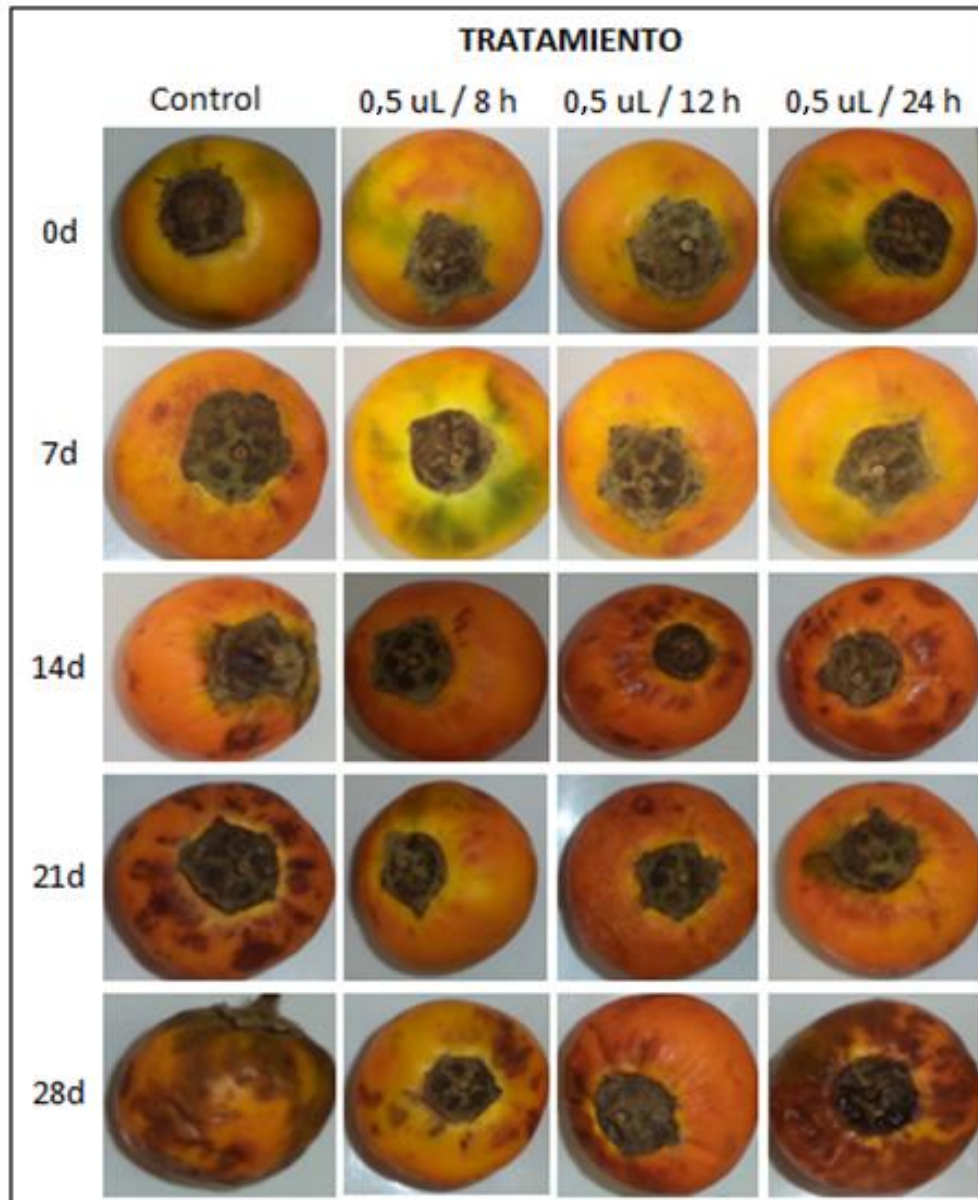 TRATAMIENTO
Control 0,5 uL / 8 h 0,5 uL / 12 h 0,5 uL / 24 h
0d
7d
14d
21d
28d